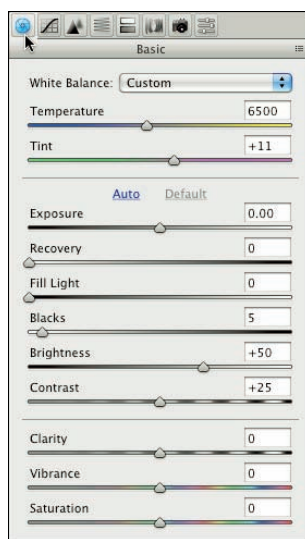 Basic
White Balance: Custom
Temperature 6500
Tint +11
Auto Default
Exposure 0.00
Recovery 0
Fill Light 0
Blacks 5
Brightness +50
Contrast +25
Clarity 0
Vibrance 0
Saturation 0